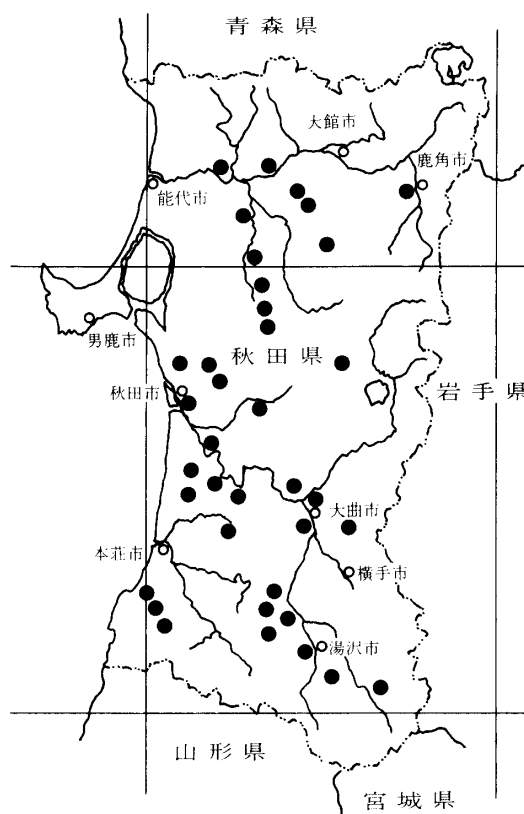 青森県
大館市
鹿角市
能代市
男鹿市
秋田県
秋田市
岩手県
大曲市
本荘市
横手市
湯沢市
山形県
宮城県